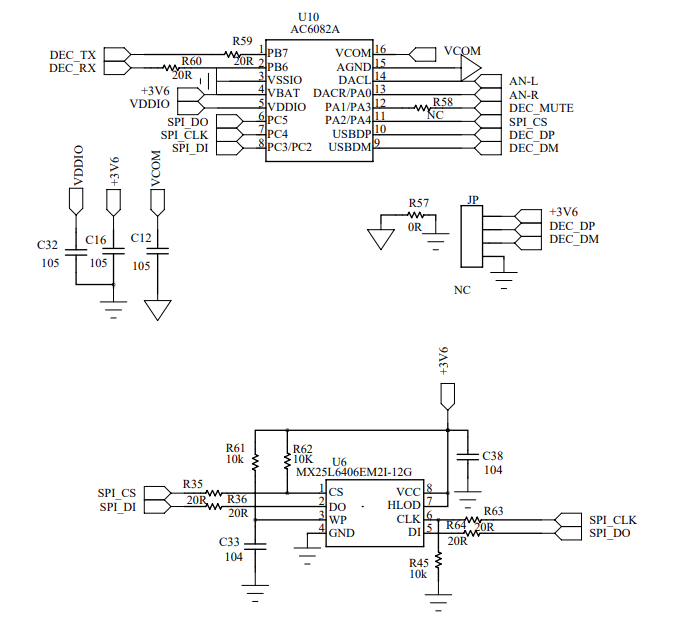 U10
AC6082A
DEC_TX
R59
20R
1 PB7
VCOM 16
VCOM
DEC_RX
R60
20R
2 PB6
AGND 15
3 VSSIO
DACL 14
AN-L
+3V6
4 VBAT
DACR/PA0 13
AN-R
VDDIO
5 VDDIO
PA1/PA3 12
R58
NC
DEC_MUTE
SPI_DO
6 PC5
PA2/PA4 11
SPI_CS
SPI_CLK
7 PC4
USBDP 10
DEC_DP
SPI_DI
8 PC3/PC2
USBDM 9
DEC_DM
VDDIO
+3V6
VCOM
C32
105
C16
105
C12
105
R57
0R
JP
+3V6
DEC_DP
DEC_DM
NC
+3V6
R61
10k
R62
10K
C38
104
U6
MX25L6406EM2I-12G
SPI_CS
R35
20R
1 CS
VCC 8
SPI_DI
R36
20R
2 DO
HLOD 7
3 WP
CLK 6
R63
20R
SPI_CLK
4 GND
DI 5
R64
20R
SPI_DO
C33
104
R45
10k